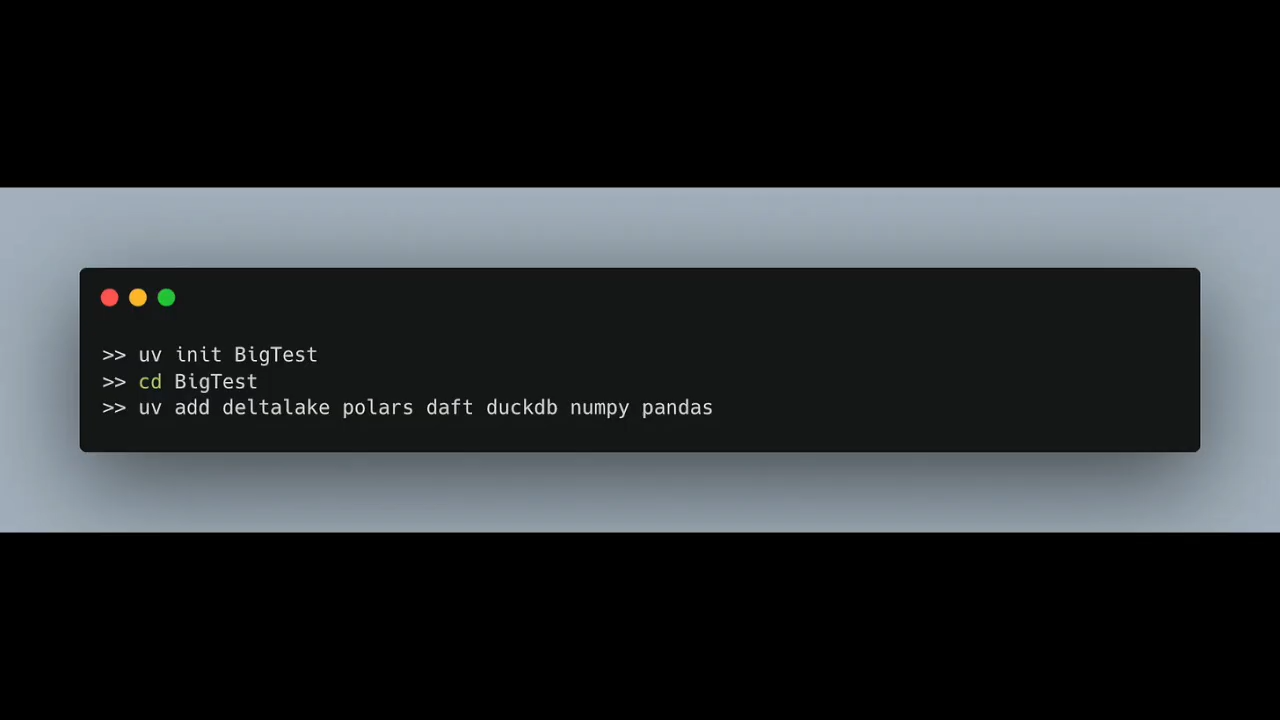 >> uv init BigTest
>> cd BigTest
>> uv add deltalake polars daft duckdb numpy pandas